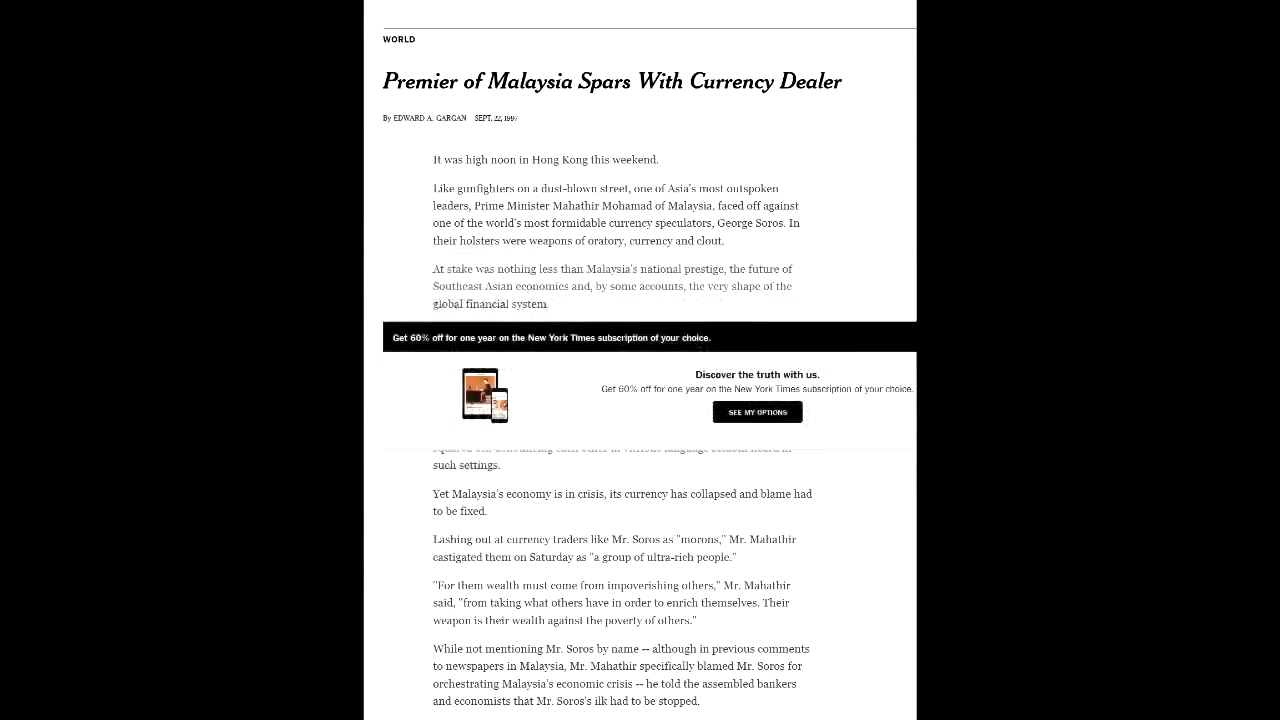 WORLD
Premier of Malaysia Spars With Currency Dealer
By EDWARD A. GARGAN SEPT. 22, 1997
It was high noon in Hong Kong this weekend.
Like gunfighters on a dust-blown street, one of Asia's most outspoken
leaders, Prime Minister Mahathir Mohamad of Malaysia, faced off against
one of the world's most formidable currency speculators, George Soros. In
their holsters were weapons of oratory, currency and clout.
At stake was nothing less than Malaysia's national prestige, the future of
Southeast Asian economies and, by some accounts, the very shape of the
global financial system.
Get 60% off for one year on the New York Times subscription of your choice.
Discover the truth with us.
Get 60% off for one year on the New York Times subscription of your choice.
SEE MY OPTIONS
such settings.
Yet Malaysia's economy is in crisis, its currency has collapsed and blame had
to be fixed.
Lashing out at currency traders like Mr. Soros as "morons," Mr. Mahathir
castigated them on Saturday as "a group of ultra-rich people."
"For them wealth must come from impoverishing others," Mr. Mahathir
said, "from taking what others have in order to enrich themselves. Their
weapon is their wealth against the poverty of others."
While not mentioning Mr. Soros by name -- although in previous comments
to newspapers in Malaysia, Mr. Mahathir specifically blamed Mr. Soros for
orchestrating Malaysia's economic crisis -- he told the assembled bankers
and economists that Mr. Soros's ilk had to be stopped.